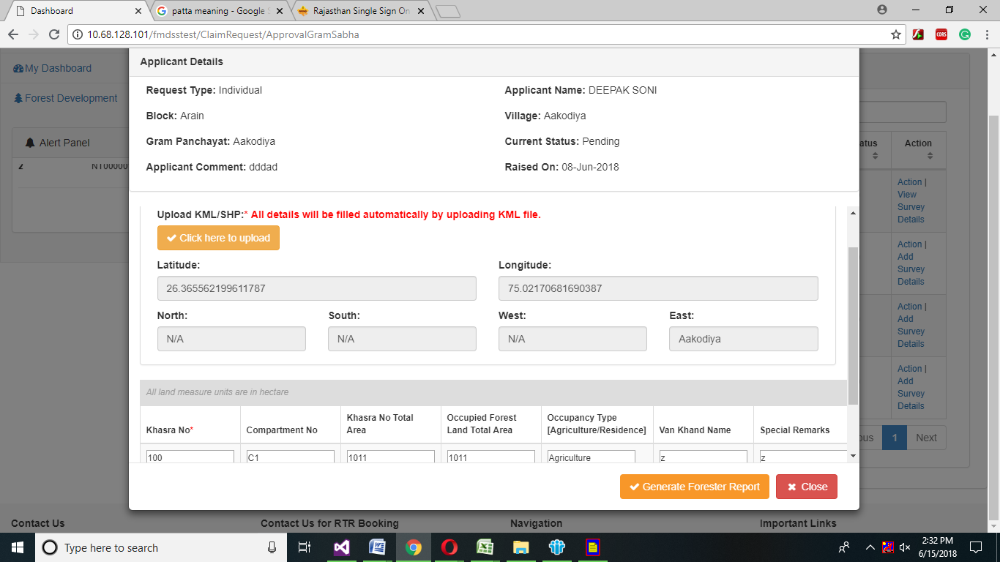 Dashboard
patta meaning - Google S
Rajasthan Single Sign On
10.68.128.101/fmdsstest/ClaimRequest/ApprovalGramSabha
CORS
My Dashboard
Forest Development
Alert Panel
Applicant Details
Request Type: Individual
Applicant Name: DEEPAK SONI
Block: Arain
Village: Aakodiya
Gram Panchayat: Aakodiya
Current Status: Pending
Applicant Comment: dddad
Raised On: 08-Jun-2018
Upload KML/SHP:* All details will be filled automatically by uploading KML file.
Click here to upload
Latitude:
Longitude:
26.365562199611787
75.02170681690387
North:
South:
West:
East:
N/A
N/A
N/A
Aakodiya
All land measure units are in hectare
Khasra No*
Compartment No
Khasra No Total
Area
Occupied Forest
Land Total Area
Occupancy Type
[Agriculture/Residence]
Van Khand Name
Special Remarks
100
C1
1011
1011
Agriculture
z
z
Generate Forester Report
Close
atus
Action
Action |
View
Survey
Details
Action |
Add
Survey
Details
Action |
Add
Survey
Details
Action |
Add
Survey
Details
ous
1
Next
Contact Us
Contact Us for RTR Booking
Navigation
Important Links
Type here to search
2:32 PM
6/15/2018